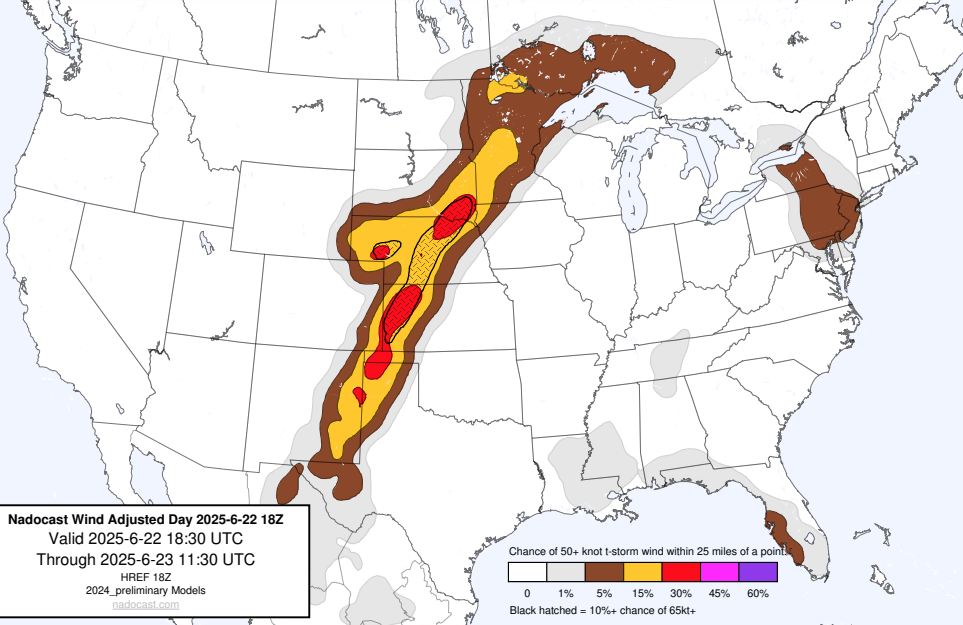 Nadocast Wind Adjusted Day 2025-6-22 18Z
Valid 2025-6-22 18:30 UTC
Through 2025-6-23 11:30 UTC
HREF 18Z
2024_preliminary Models
nadocast.com
Chance of 50+ knot t-storm wind within 25 miles of a point.
0 1% 5% 15% 30% 45% 60%
Black hatched = 10%+ chance of 65kt+